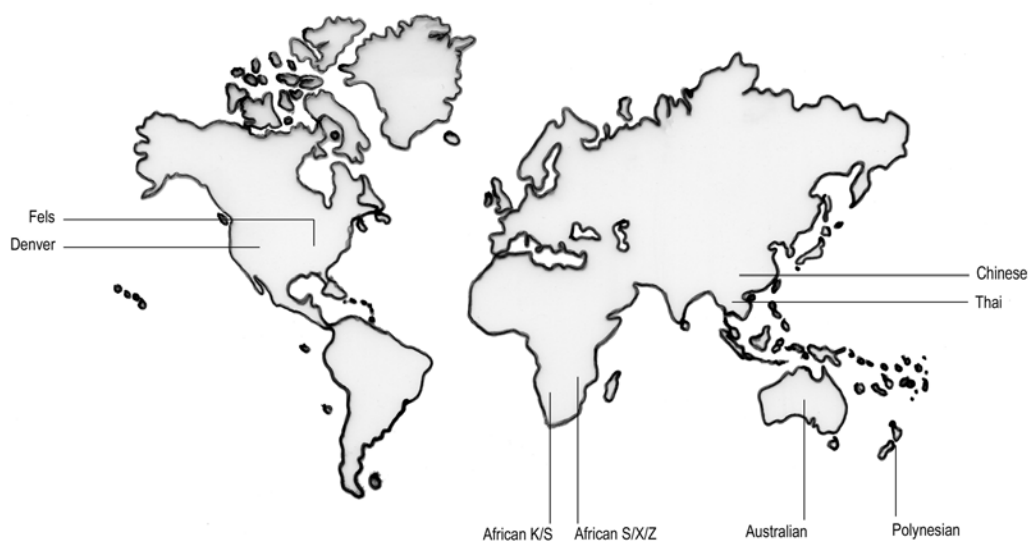 Fels
Denver
Chinese
Thai
African K/S
African S/X/Z
Australian
Polynesian